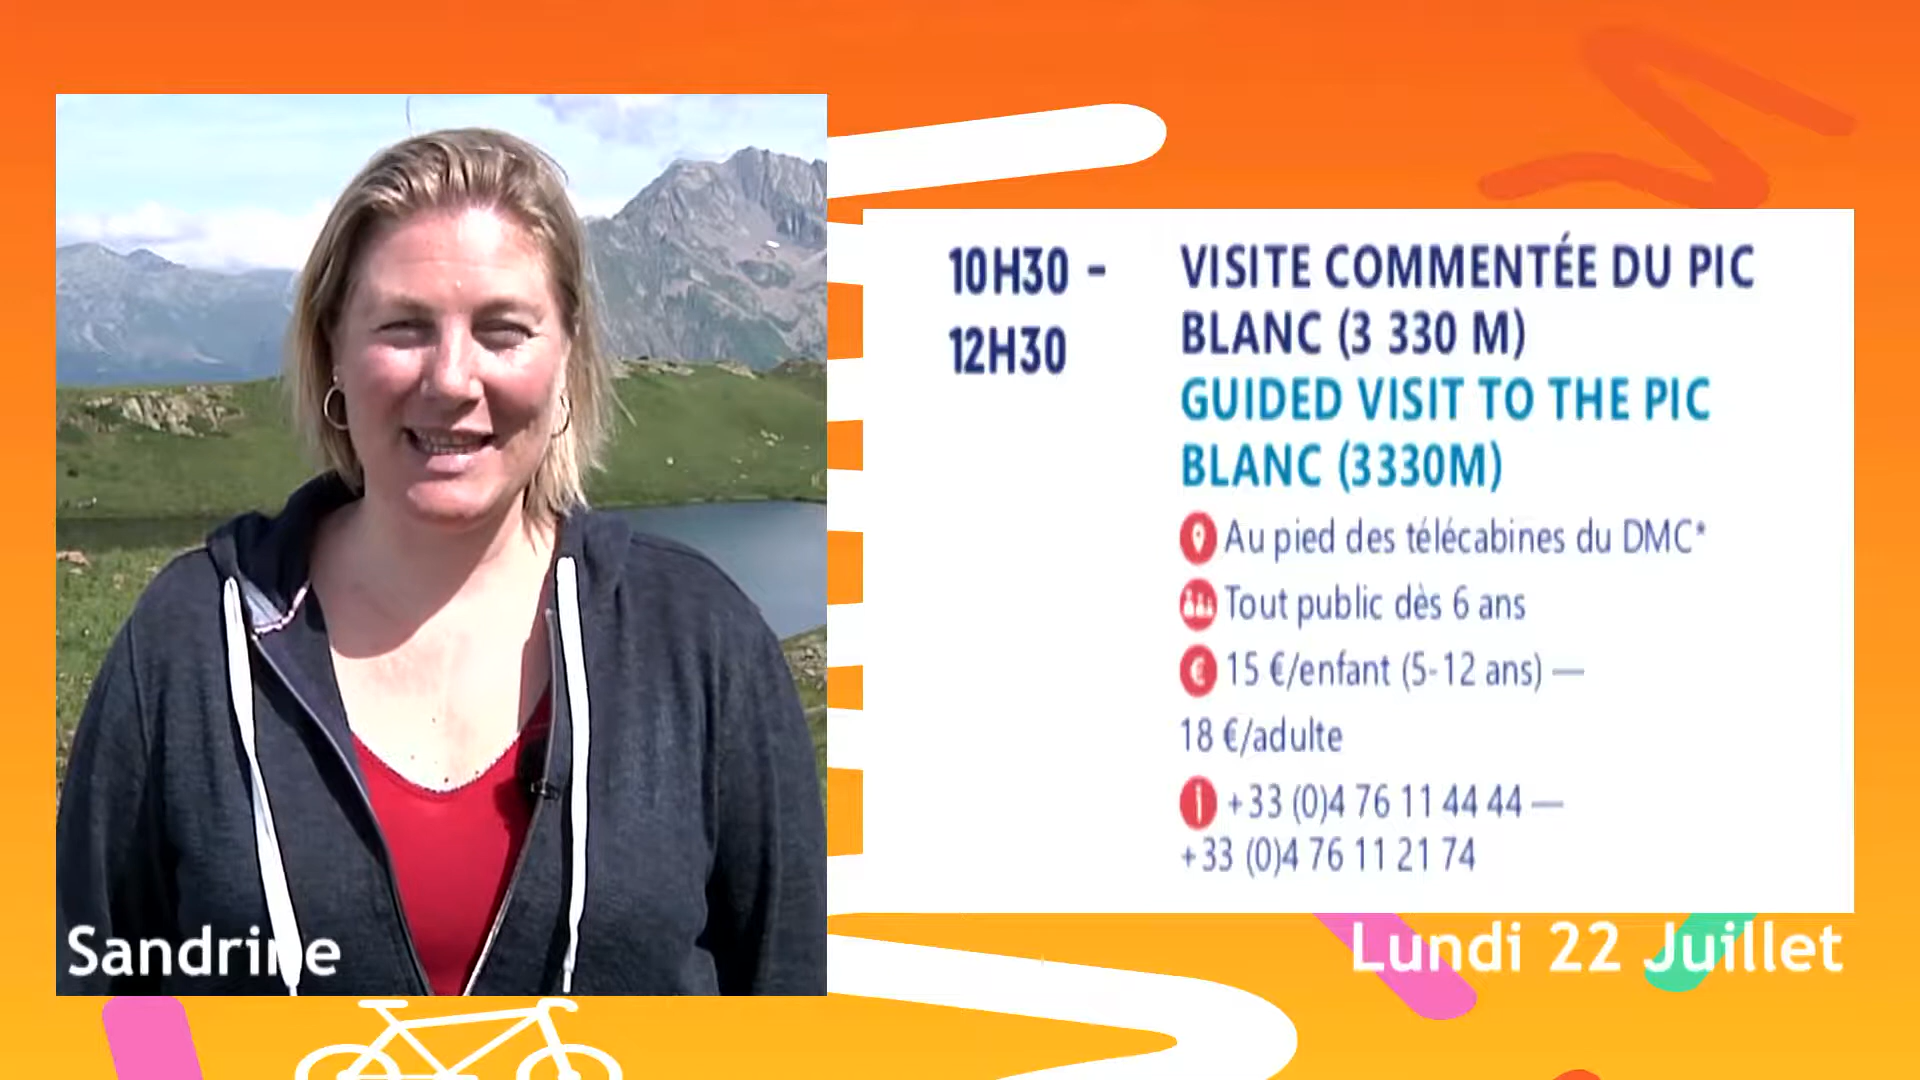 10H30 -
12H30
VISITE COMMENTÉE DU PIC
BLANC (3 330 M)
GUIDED VISIT TO THE PIC
BLANC (3330M)
Au pied des télécabines du DMC*
Tout public dès 6 ans
€ 15 €/enfant (5-12 ans) —
18 €/adulte
i +33 (0)4 76 11 44 44 —
+33 (0)4 76 11 21 74
Sandrine
Lundi 22 Juillet